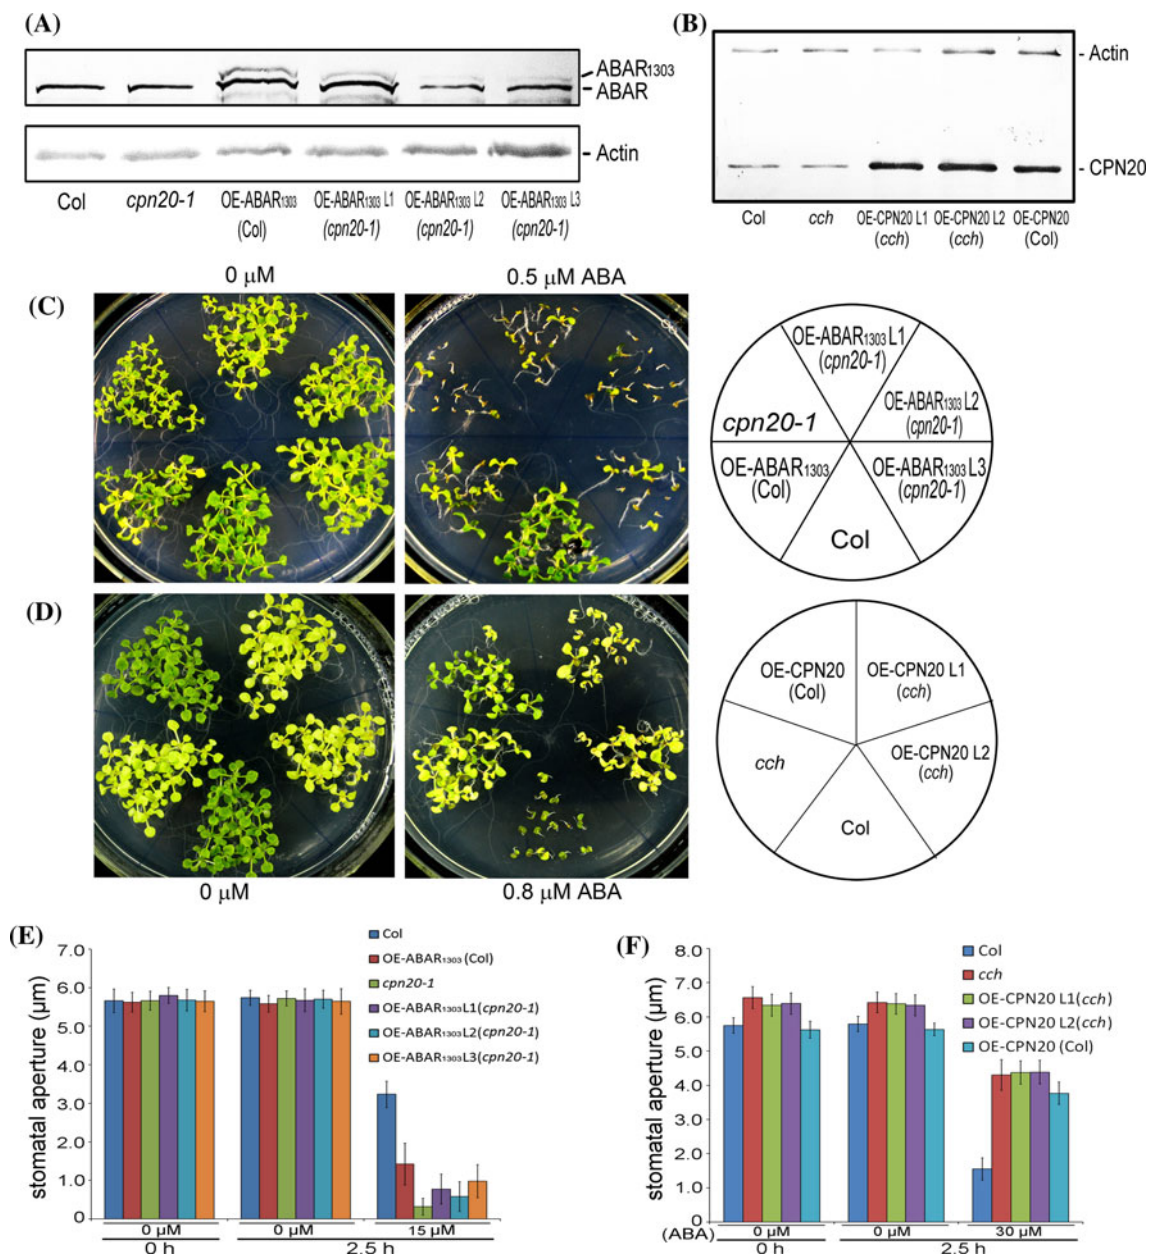 (A)
ABAR1303
ABAR
Actin
Col
cpn20-1
OE-ABAR1303
(Col)
OE-ABAR1303 L1
(cpn20-1)
OE-ABAR1303 L2
(cpn20-1)
OE-ABAR1303 L3
(cpn20-1)
(B)
Actin
CPN20
Col
cch
OE-CPN20 L1
(cch)
OE-CPN20 L2
(cch)
OE-CPN20
(Col)
(C)
0 μM
0.5 μM ABA
OE-ABAR1303 L1
(cpn20-1)
cpn20-1
OE-ABAR1303 L2
(cpn20-1)
OE-ABAR1303
(Col)
OE-ABAR1303 L3
(cpn20-1)
Col
(D)
0 μM
0.8 μM ABA
OE-CPN20
(Col)
OE-CPN20 L1
(cch)
cch
OE-CPN20 L2
(cch)
Col
(E)
stomatal aperture (μm)
7.0
6.0
5.0
4.0
3.0
2.0
1.0
0.0
Col
OE-ABAR1303 (Col)
cpn20-1
OE-ABAR1303L1(cpn20-1)
OE-ABAR1303L2(cpn20-1)
OE-ABAR1303L3(cpn20-1)
0 μM
0 μM
15 μM
0 h
2.5 h
(F)
stomatal aperture (μm)
8.0
7.0
6.0
5.0
4.0
3.0
2.0
1.0
0.0
Col
cch
OE-CPN20 L1(cch)
OE-CPN20 L2(cch)
OE-CPN20 (Col)
(ABA)
0 μM
0 μM
30 μM
0 h
2.5 h